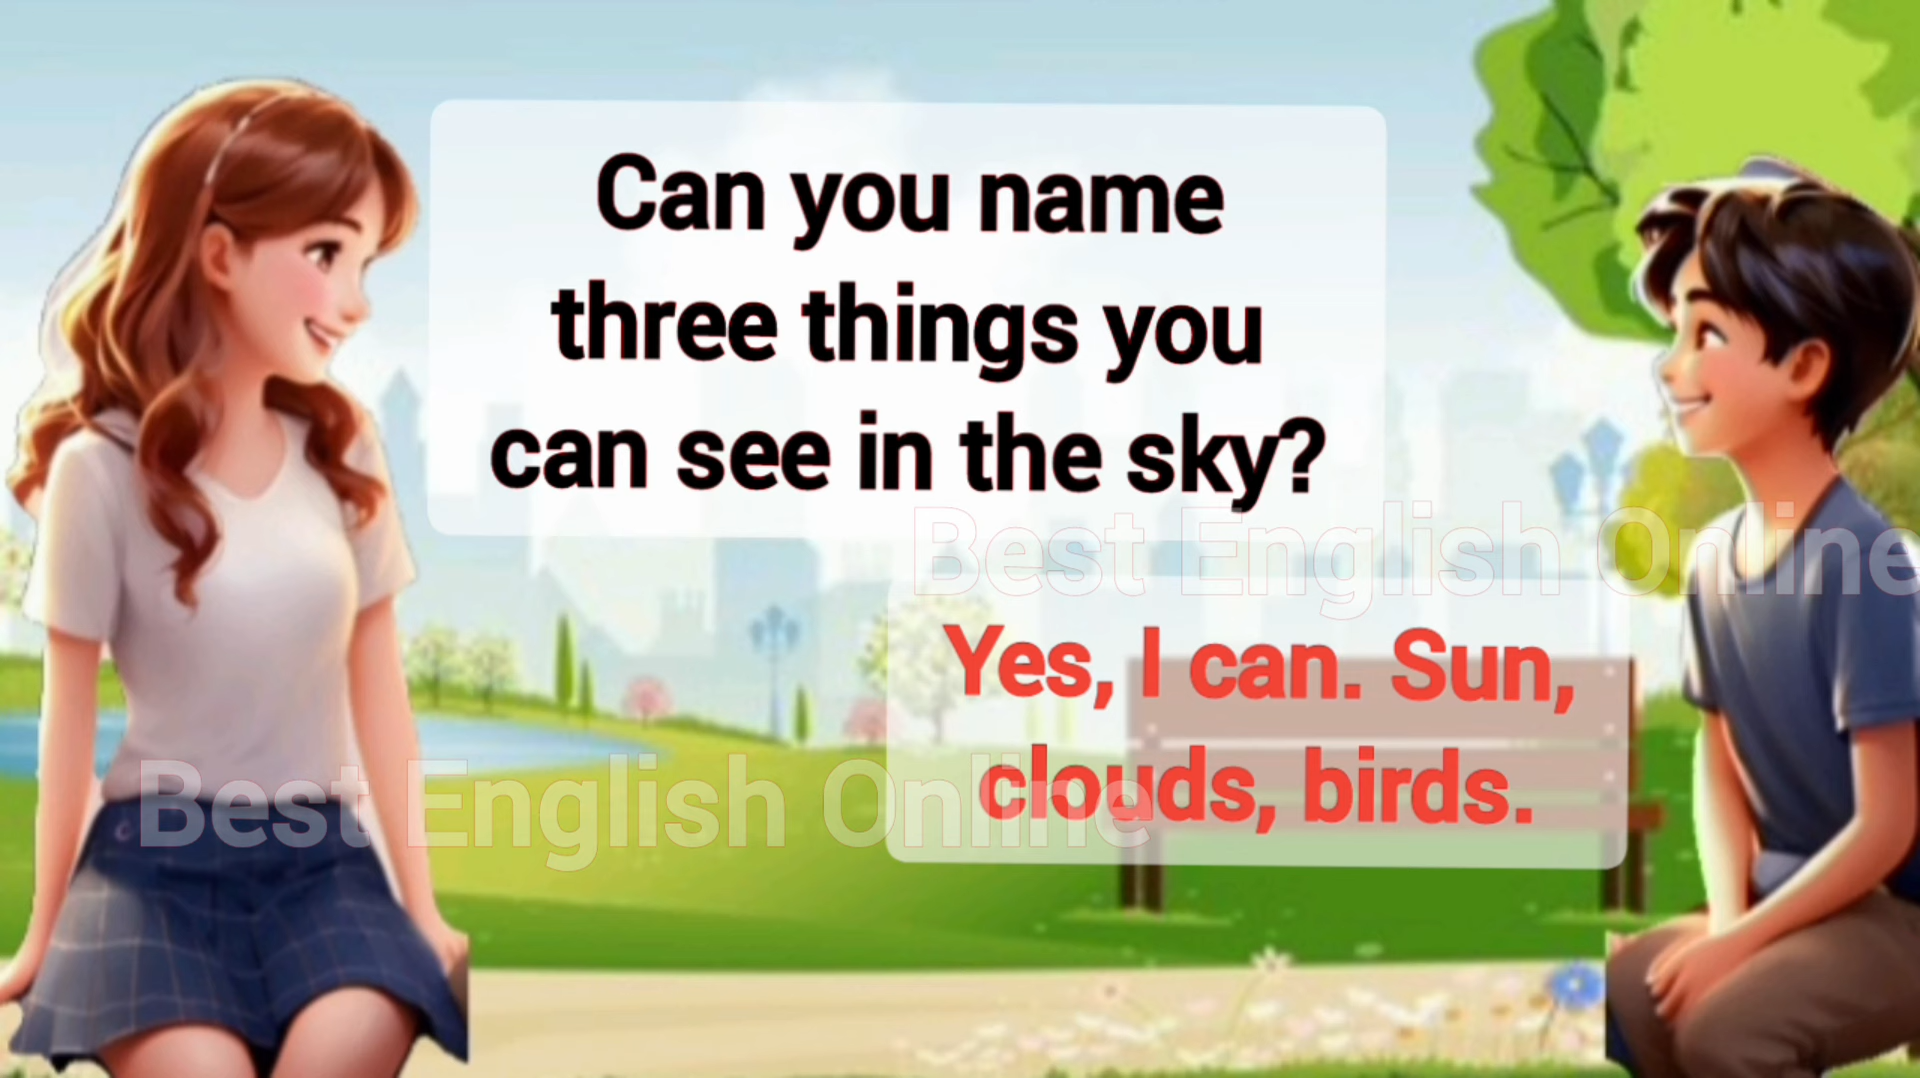 Can you name
three things you
can see in the sky?
Best English Online
Yes, I can. Sun,
clouds, birds.
Best English Online